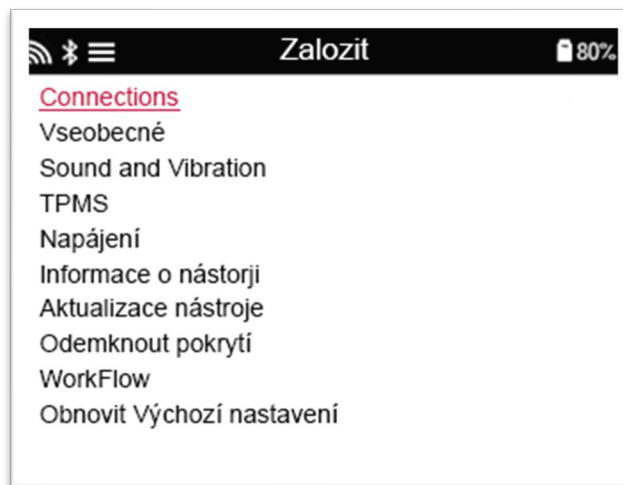 Zalozit 80%
Connections
Vseobecné
Sound and Vibration
TPMS
Napájení
Informace o nástorji
Aktualizace nástroje
Odemknout pokrytí
WorkFlow
Obnovit Výchozí nastavení